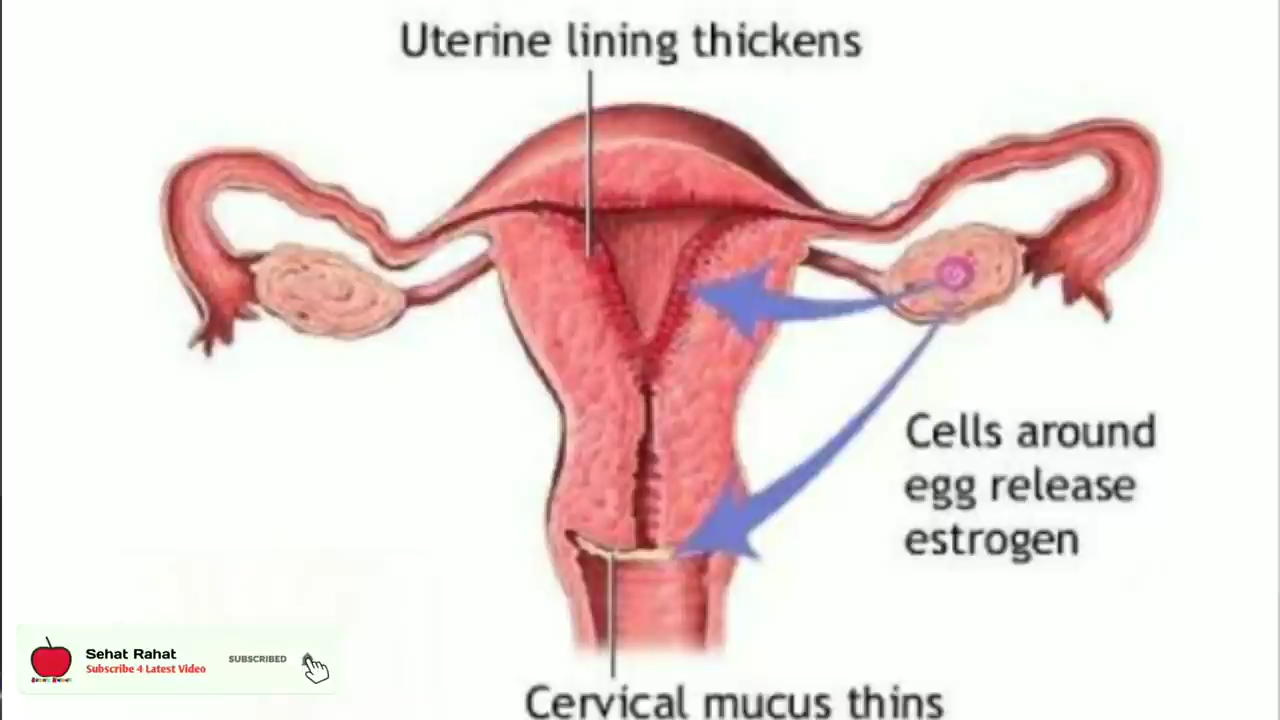 Uterine lining thickens
Cells around
egg release
estrogen
Sehat Rahat
Subscribe 4 Latest Video
SUBSCRIBED
Cervical mucus thins